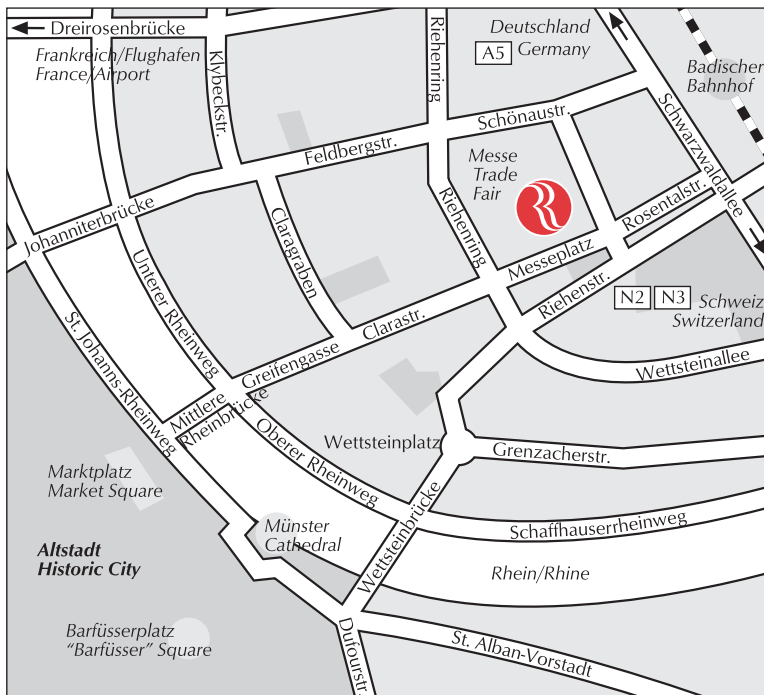 Dreirosenbrücke
Frankreich/Flughafen
France/Airport
Klybeckstr.
Riehenring
Deutschland
Germany
A5
Badischer
Bahnhof
Schwarzwaldallee
Schönaustr.
Feldbergstr.
Messe
Trade
Fair
Johanniterbrücke
Unterer Rheinweg
Claragraben
Riehenring
Messeplatz
Rosentalstr.
Riehenstr.
N2
N3
Schweiz
Switzerland
St. Johanns-Rheinweg
Greifengasse
Clarastr.
Wettsteinallee
Mittlere
Rheinbrücke
Oberer Rheinweg
Wettsteinplatz
Grenzacherstr.
Marktplatz
Market Square
Münster
Cathedral
Wettsteinbrücke
Schaffhauserrheinweg
Altstadt
Historic City
Rhein/Rhine
Barfüsserplatz
"Barfüsser" Square
Dufourstr.
St. Alban-Vorstadt